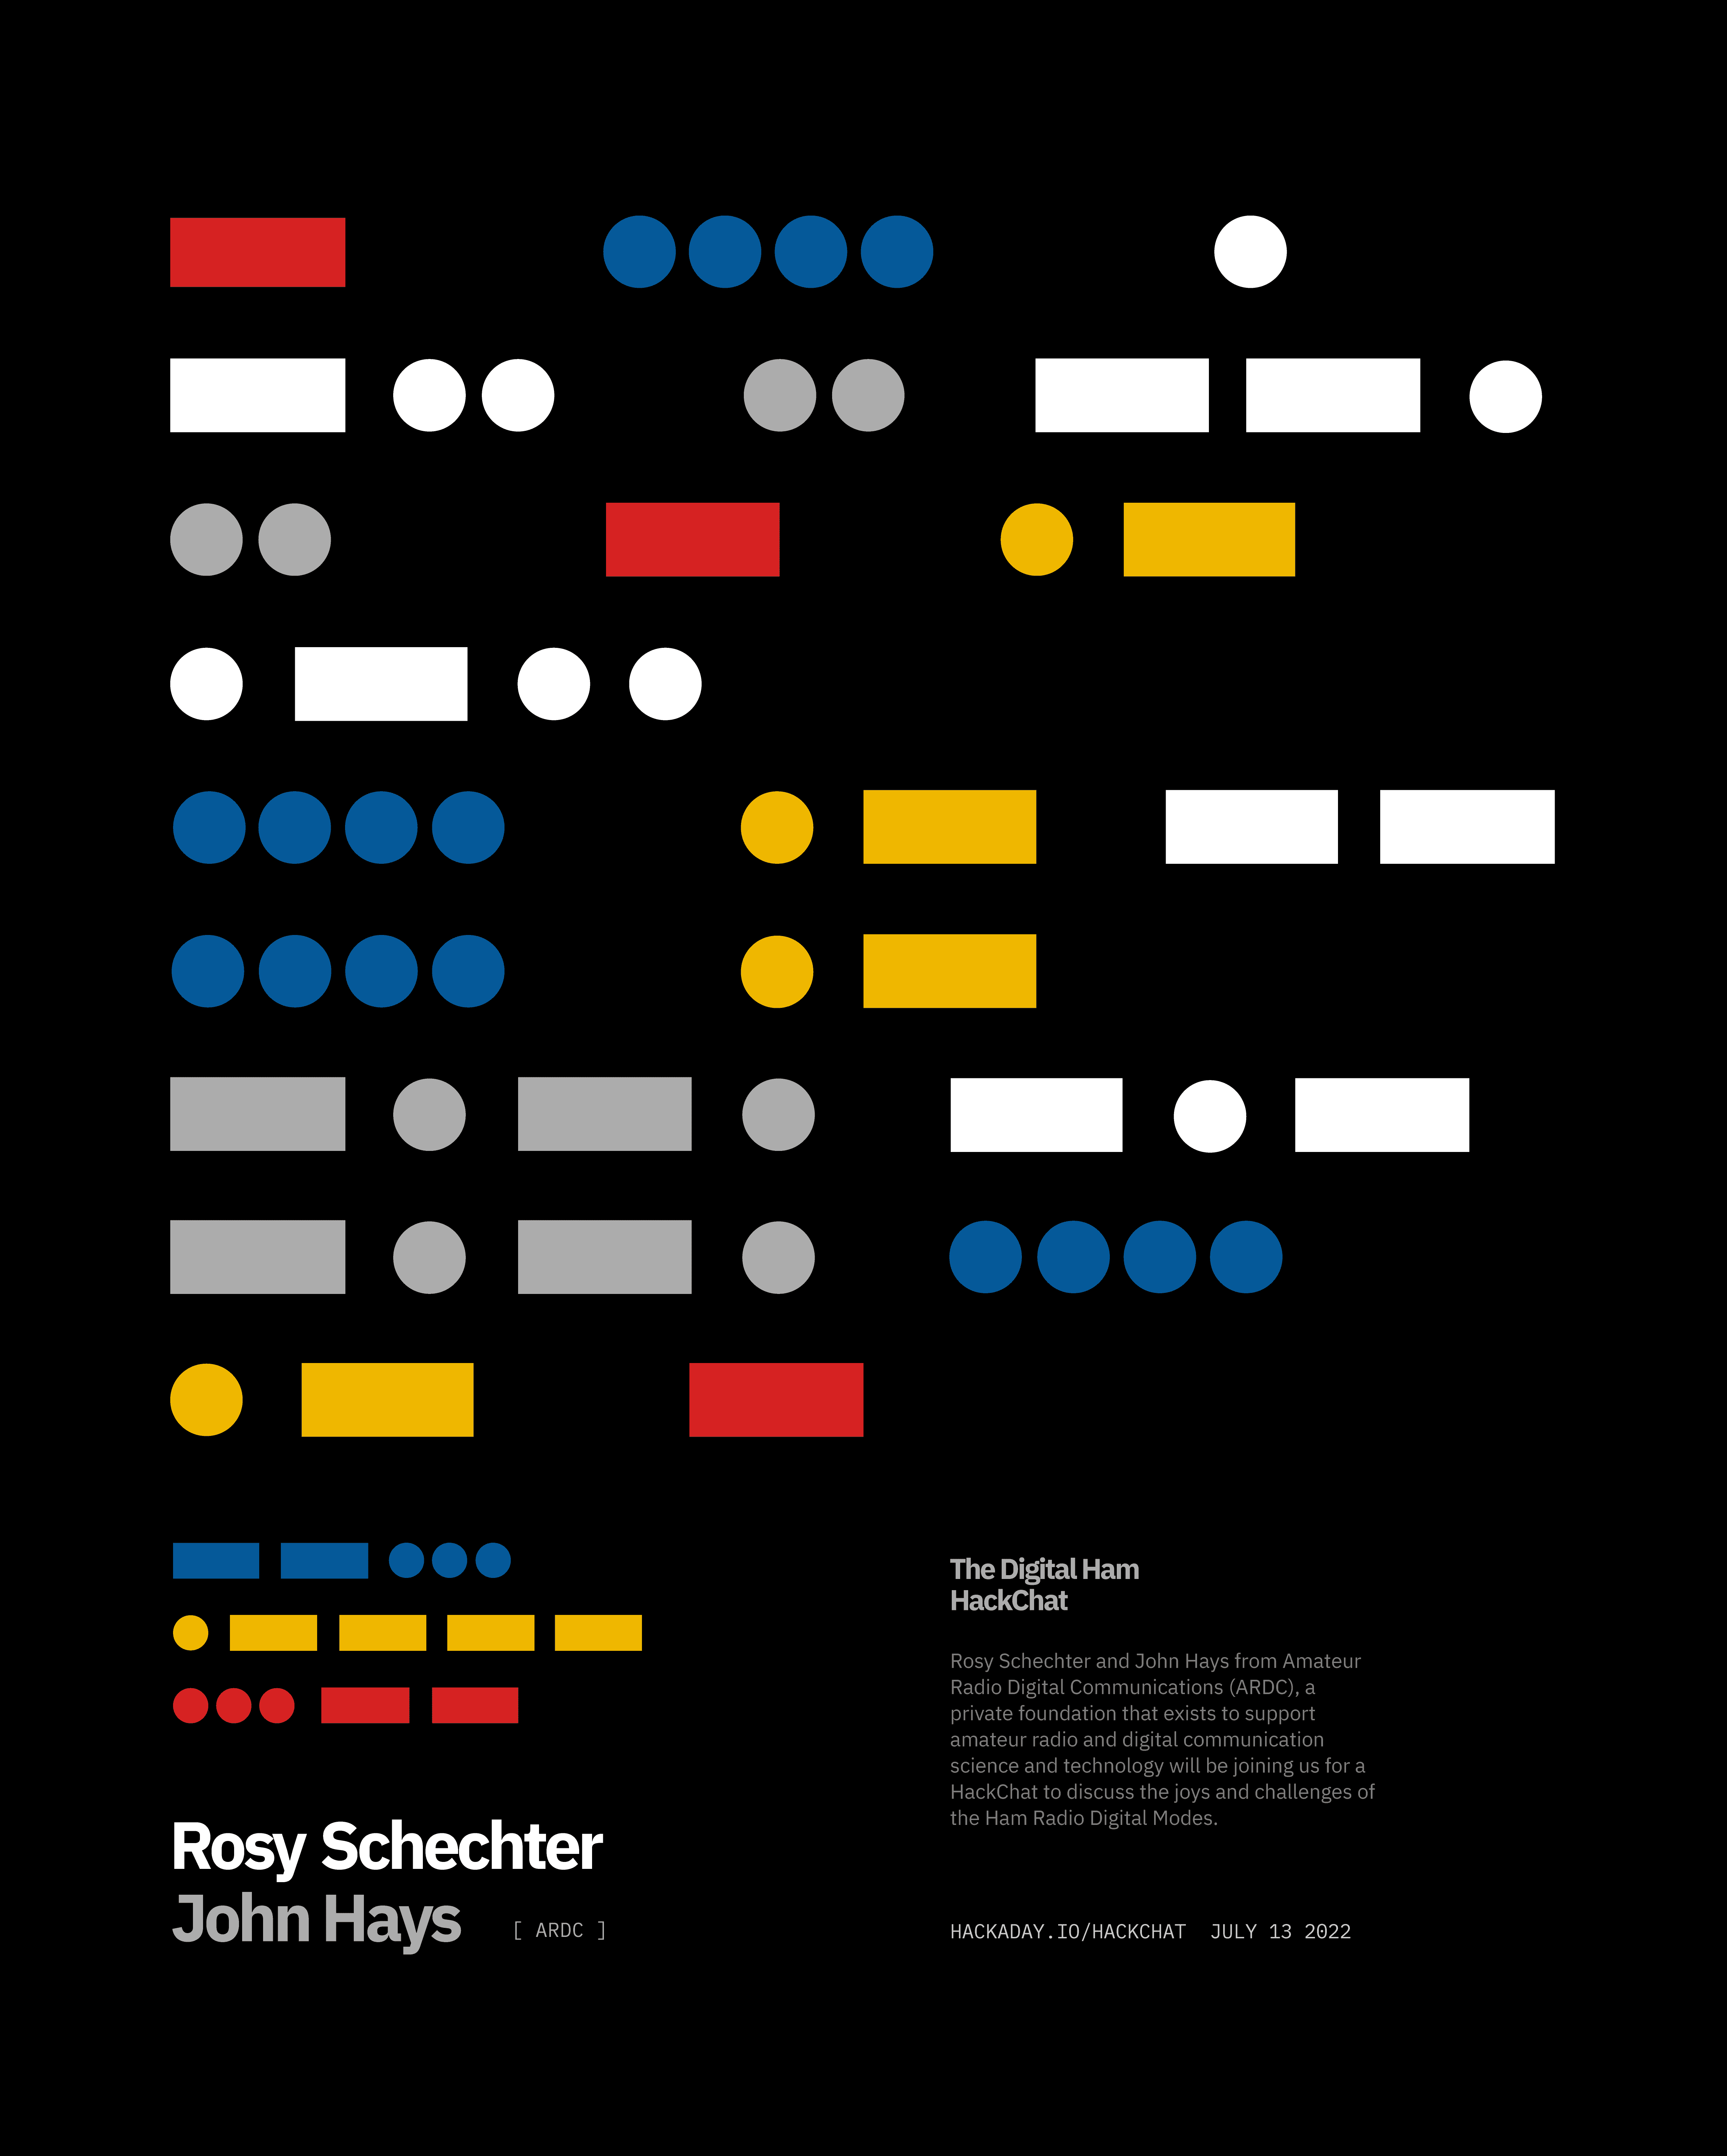 The Digital Ham
HackChat
Rosy Schechter and John Hays from Amateur
Radio Digital Communications (ARDC), a
private foundation that exists to support
amateur radio and digital communication
science and technology will be joining us for a
HackChat to discuss the joys and challenges of
the Ham Radio Digital Modes.
Rosy Schechter
John Hays [ ARDC ]
HACKADAY.IO/HACKCHAT JULY 13 2022